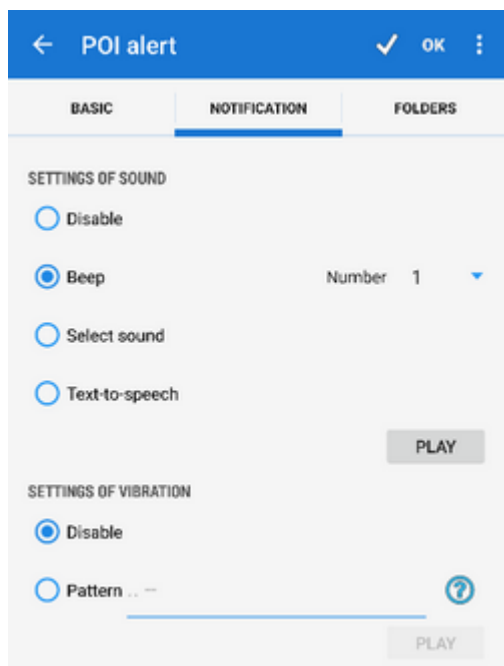 POI alert OK
BASIC NOTIFICATION FOLDERS
SETTINGS OF SOUND
Disable
Beep Number 1
Select sound
Text-to-speech
PLAY
SETTINGS OF VIBRATION
Disable
Pattern .. –
PLAY